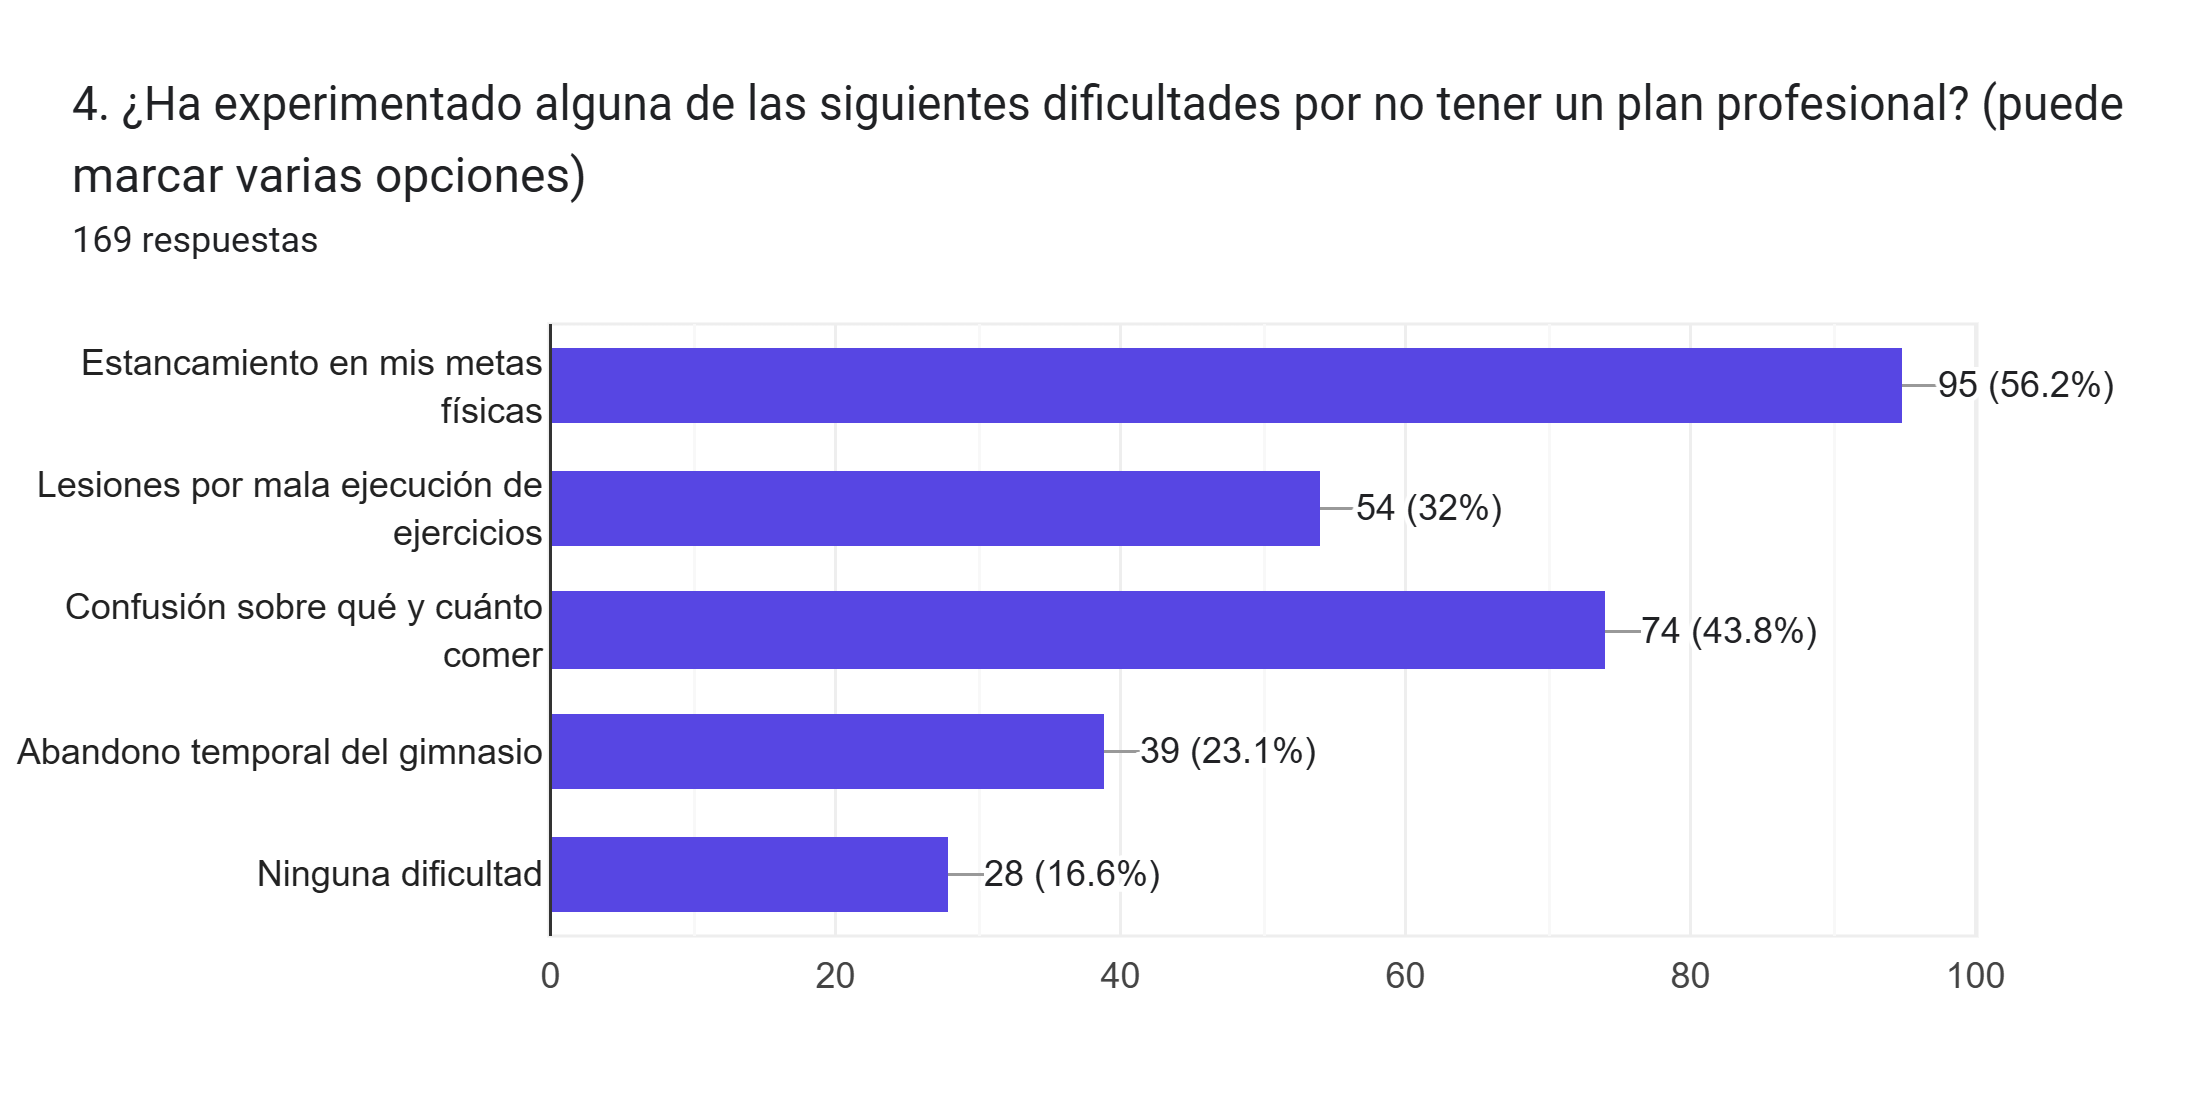 4. ¿Ha experimentado alguna de las siguientes dificultades por no tener un plan profesional? (puede
marcar varias opciones)
169 respuestas
Estancamiento en mis metas
físicas
95 (56.2%)
Lesiones por mala ejecución de
ejercicios
54 (32%)
Confusión sobre qué y cuánto
comer
74 (43.8%)
Abandono temporal del gimnasio
39 (23.1%)
Ninguna dificultad
28 (16.6%)
0 20 40 60 80 100